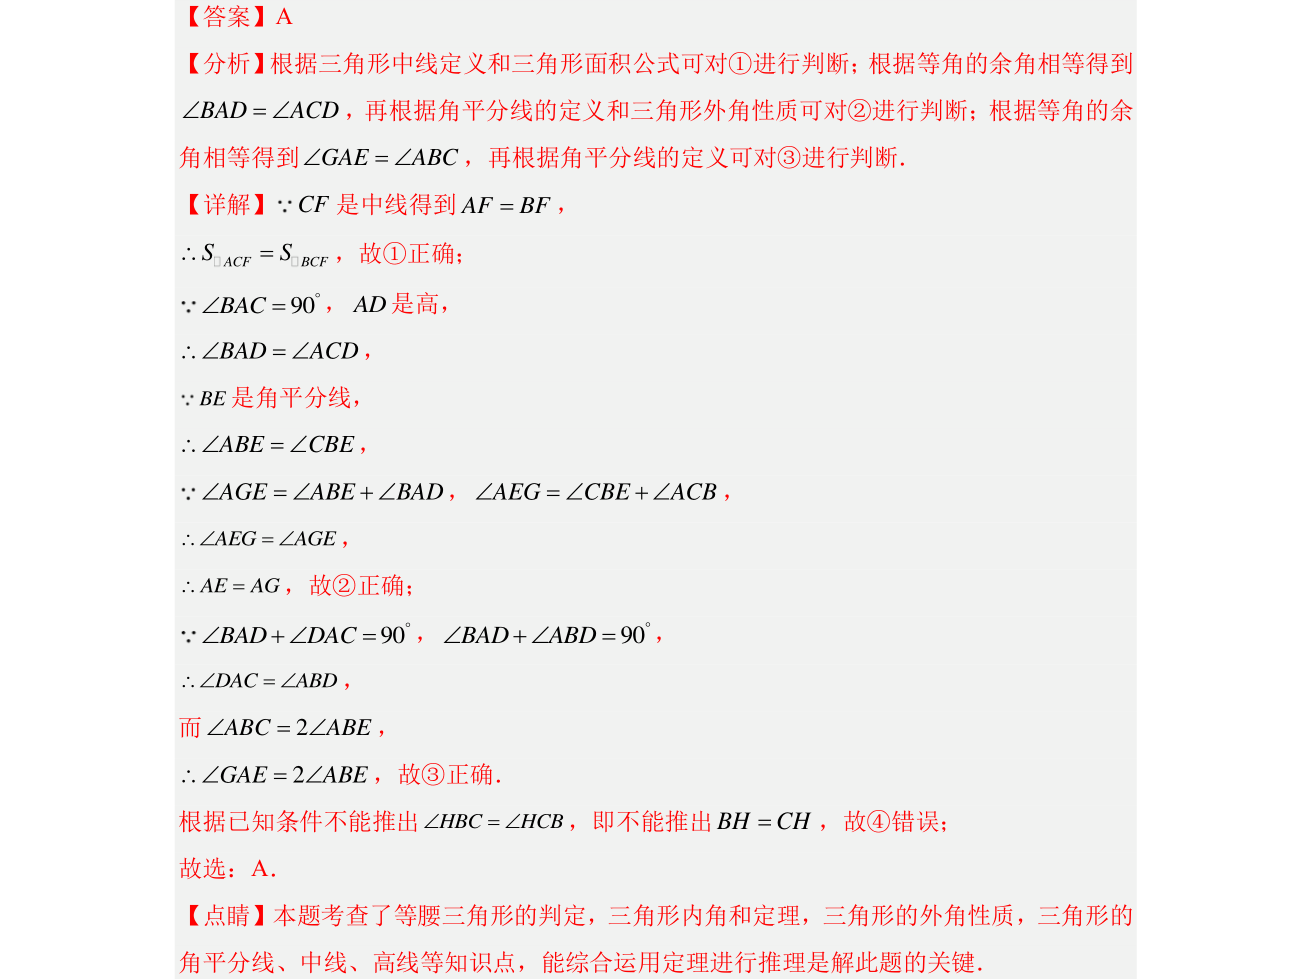 【答案】A
【分析】根据三角形中线定义和三角形面积公式可对①进行判断；根据等角的余角相等得到
∠BAD = ∠ACD，再根据角平分线的定义和三角形外角性质可对②进行判断；根据等角的余
角相等得到∠GAE = ∠ABC，再根据角平分线的定义可对③进行判断．
【详解】∵CF 是中线得到 AF = BF，
∴S□ACF = S□BCF，故①正确；
∵∠BAC = 90°，AD 是高，
∴∠BAD = ∠ACD，
∵BE 是角平分线，
∴∠ABE = ∠CBE，
∵∠AGE = ∠ABE + ∠BAD，∠AEG = ∠CBE + ∠ACB，
∴∠AEG = ∠AGE，
∴AE = AG，故②正确；
∵∠BAD + ∠DAC = 90°，∠BAD + ∠ABD = 90°，
∴∠DAC = ∠ABD，
而∠ABC = 2∠ABE，
∴∠GAE = 2∠ABE，故③正确．
根据已知条件不能推出∠HBC = ∠HCB，即不能推出 BH = CH，故④错误；
故选：A．
【点睛】本题考查了等腰三角形的判定，三角形内角和定理，三角形的外角性质，三角形的
角平分线、中线、高线等知识点，能综合运用定理进行推理是解此题的关键．